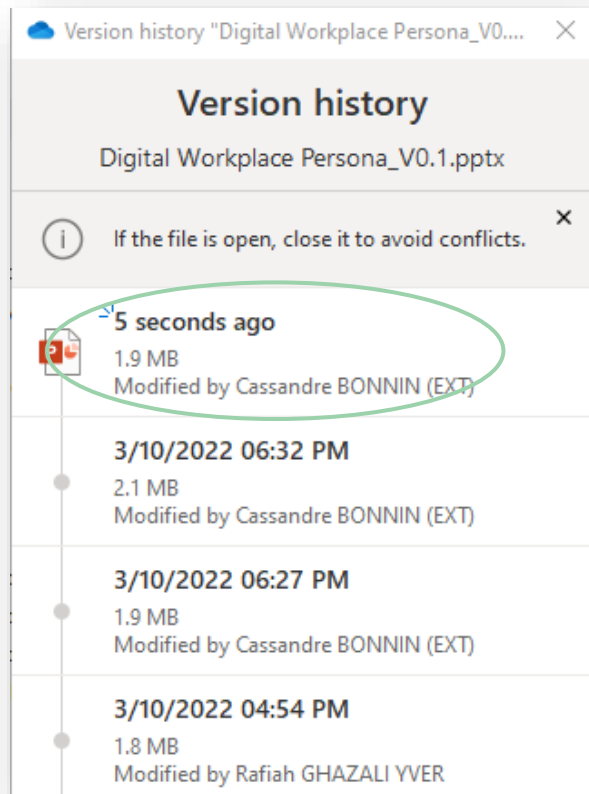 Version history "Digital Workplace Persona_V0....
Version history
Digital Workplace Persona_V0.1.pptx
If the file is open, close it to avoid conflicts.
5 seconds ago
1.9 MB
Modified by Cassandre BONNIN (EXT)
3/10/2022 06:32 PM
2.1 MB
Modified by Cassandre BONNIN (EXT)
3/10/2022 06:27 PM
1.9 MB
Modified by Cassandre BONNIN (EXT)
3/10/2022 04:54 PM
1.8 MB
Modified by Rafiah GHAZALI YVER